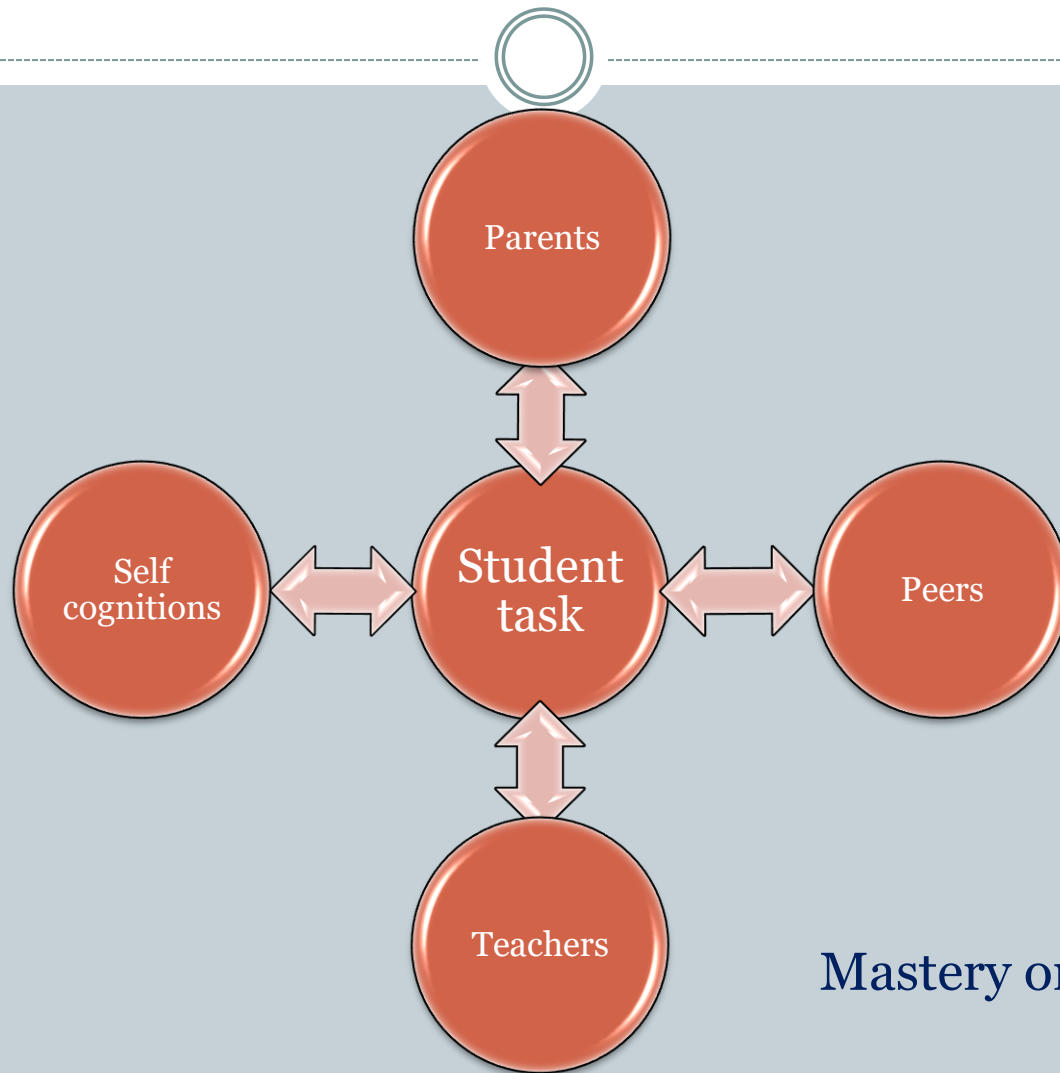 Parents
Self
cognitions
Student
task
Peers
Teachers
Mastery